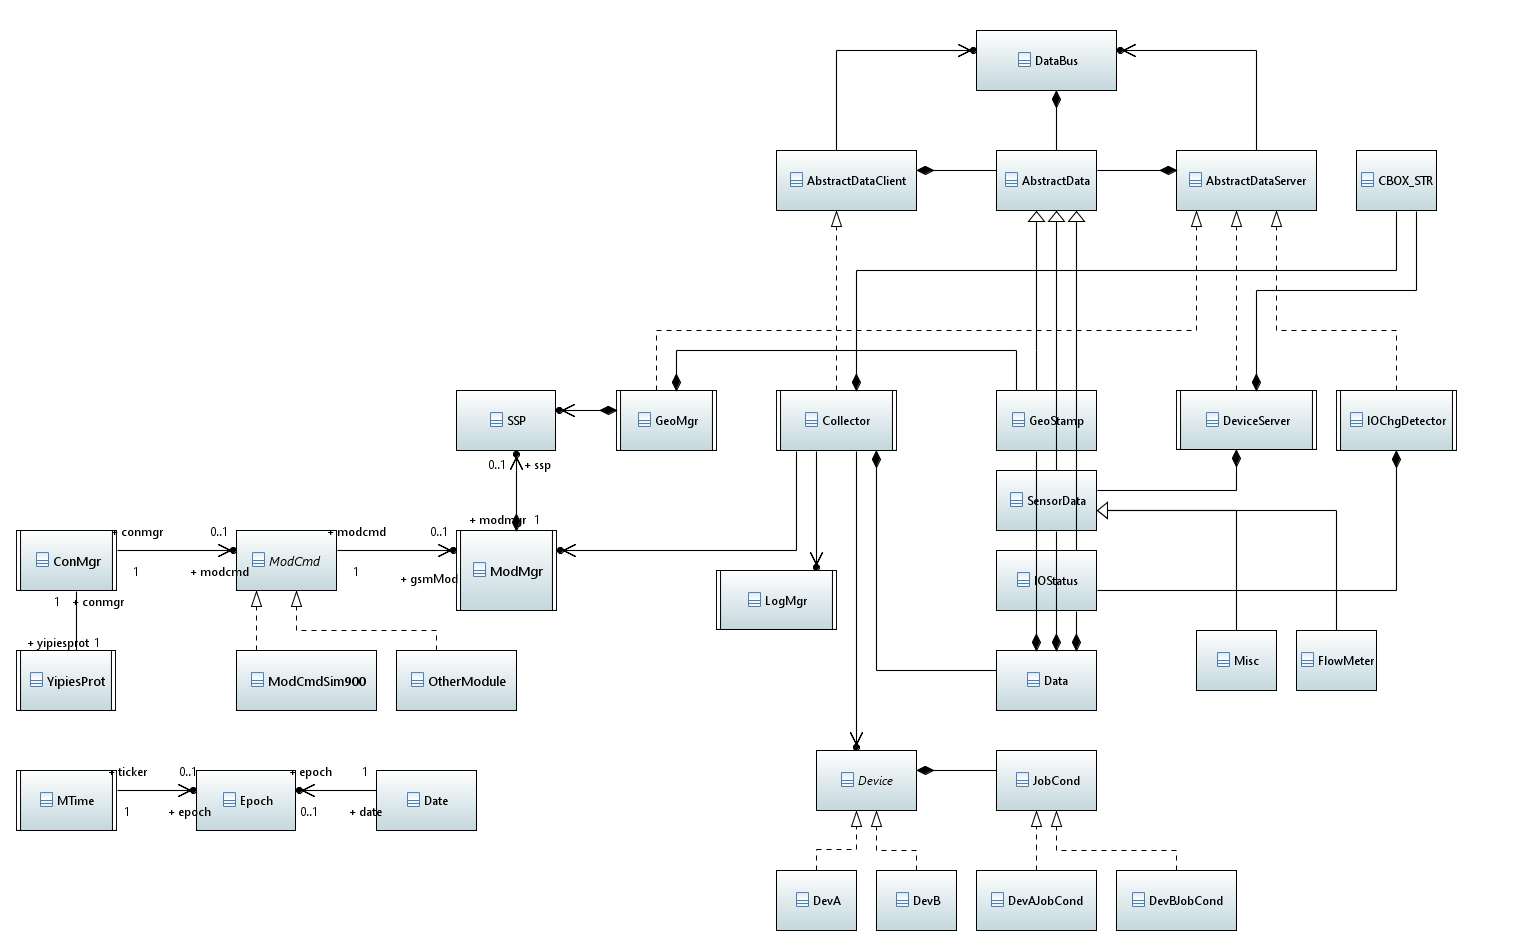 DataBus
AbstractDataClient
AbstractData
AbstractDataServer
CBOX_STR
SSP
GeoMgr
Collector
GeoStamp
DeviceServer
IOChgDetector
0..1
+ ssp
SensorData
+ modmgr 1
+ conmgr
0..1
+ modcmd
0..1
ConMgr
ModCmd
ModMgr
1
+ modcmd
1
+ gsmMod
IOStatus
LogMgr
1 + conmgr
+ yipiesprot 1
YipiesProt
ModCmdSim900
OtherModule
Data
Misc
FlowMeter
+ ticker
0..1
+ epoch
1
MTime
Epoch
Date
Device
JobCond
1
+ epoch
0..1
+ date
DevA
DevB
DevAJobCond
DevBJobCond